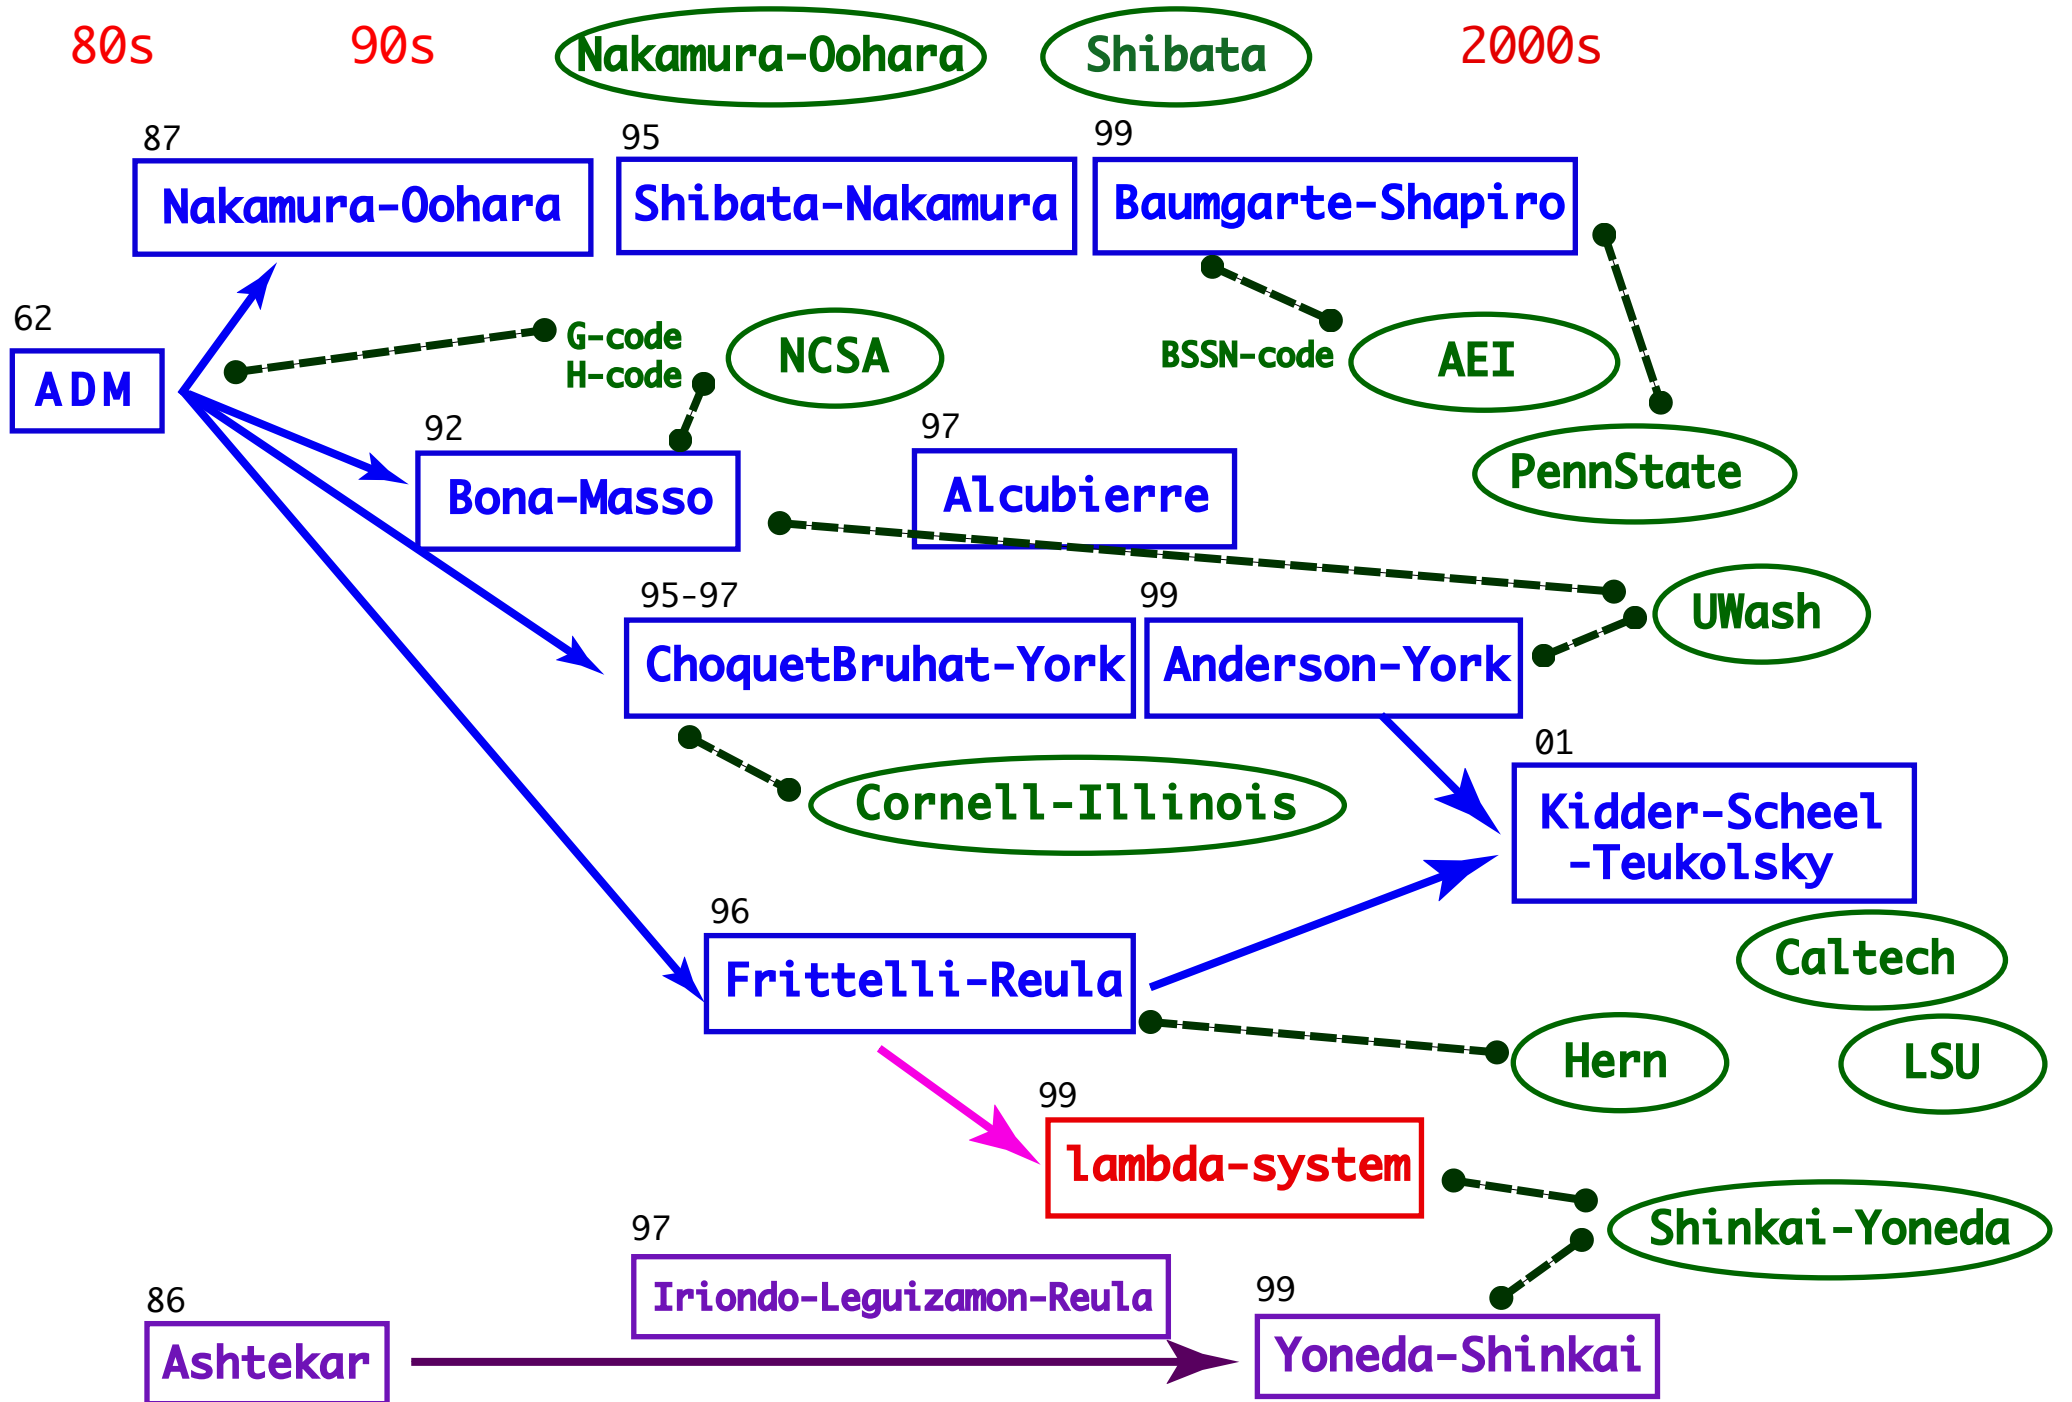 80s
90s
Nakamura-Oohara
Shibata
2000s
87
95
99
Nakamura-Oohara
Shibata-Nakamura
Baumgarte-Shapiro
62
ADM
G-code
H-code
NCSA
BSSN-code
AEI
92
97
Bona-Masso
Alcubierre
PennState
95-97
99
UWash
ChoquetBruhat-York
Anderson-York
01
Cornell-Illinois
Kidder-Scheel
-Teukolsky
96
Frittelli-Reula
Caltech
Hern
LSU
99
lambda-system
97
Shinkai-Yoneda
Iriondo-Leguizamon-Reula
86
99
Ashtekar
Yoneda-Shinkai